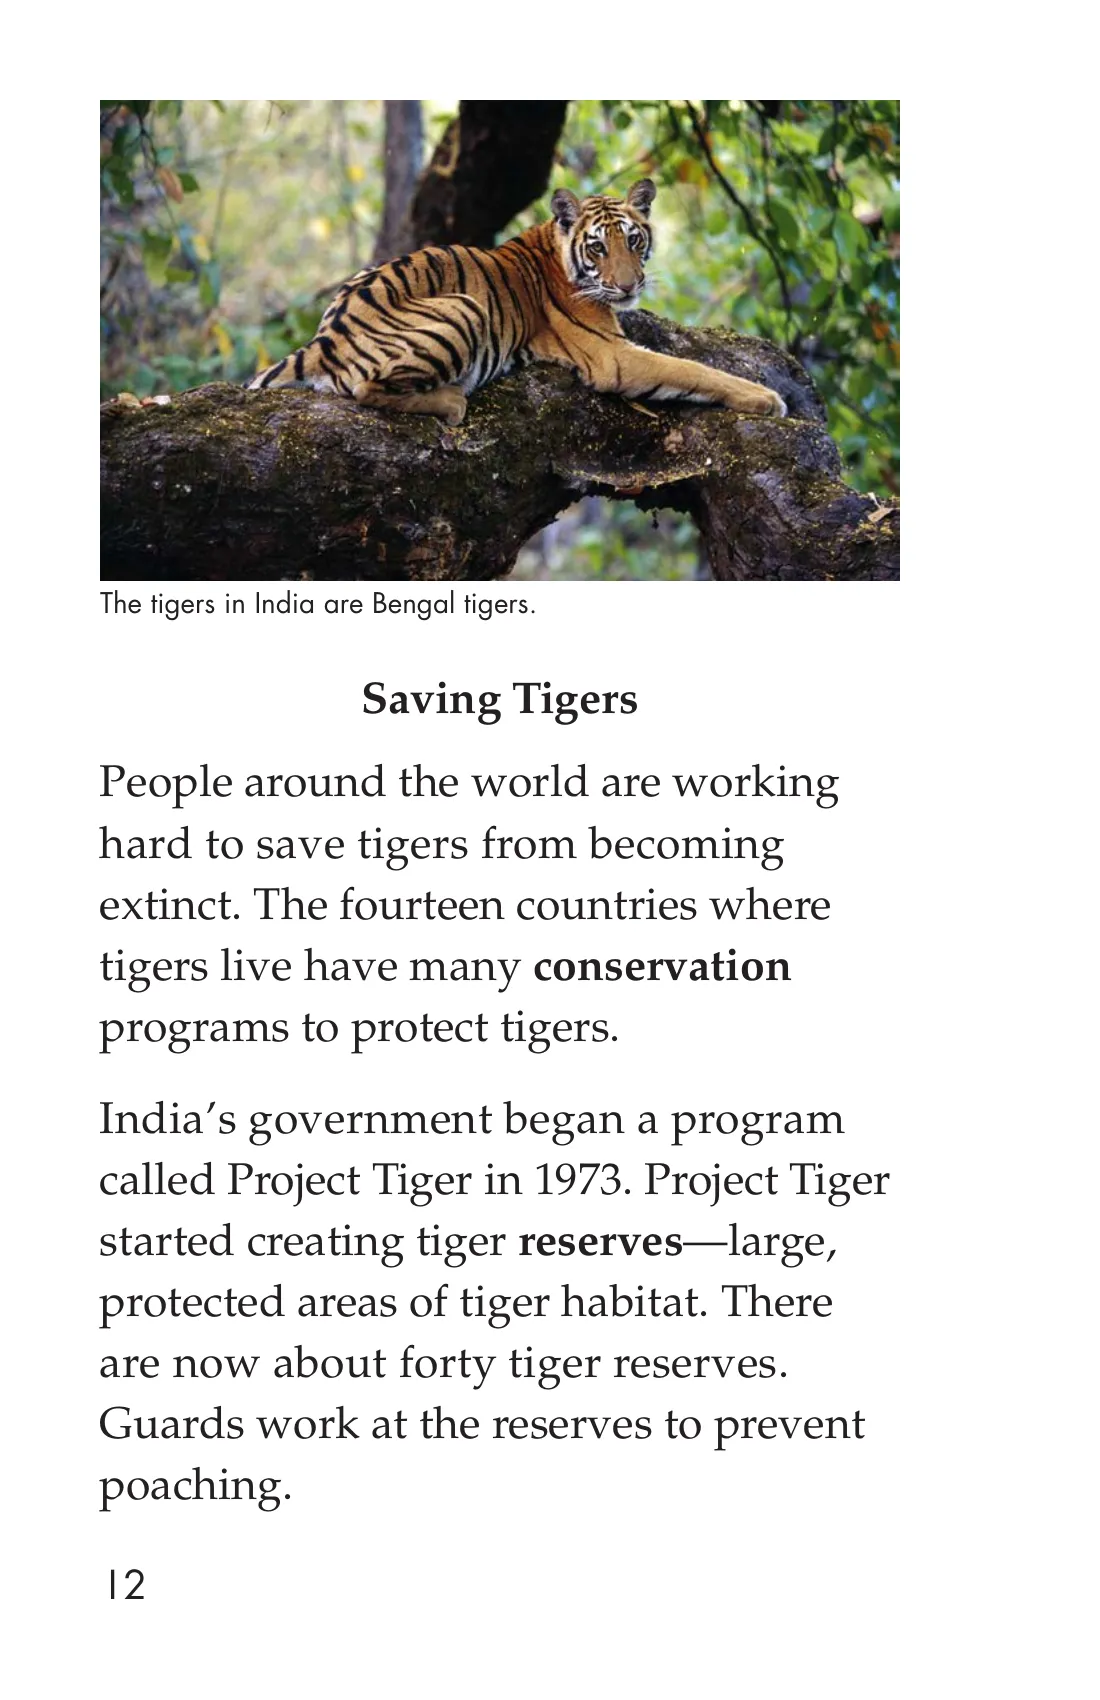 The tigers in India are Bengal tigers.
Saving Tigers
People around the world are working
hard to save tigers from becoming
extinct. The fourteen countries where
tigers live have many conservation
programs to protect tigers.
India’s government began a program
called Project Tiger in 1973. Project Tiger
started creating tiger reserves—large,
protected areas of tiger habitat. There
are now about forty tiger reserves.
Guards work at the reserves to prevent
poaching.
12